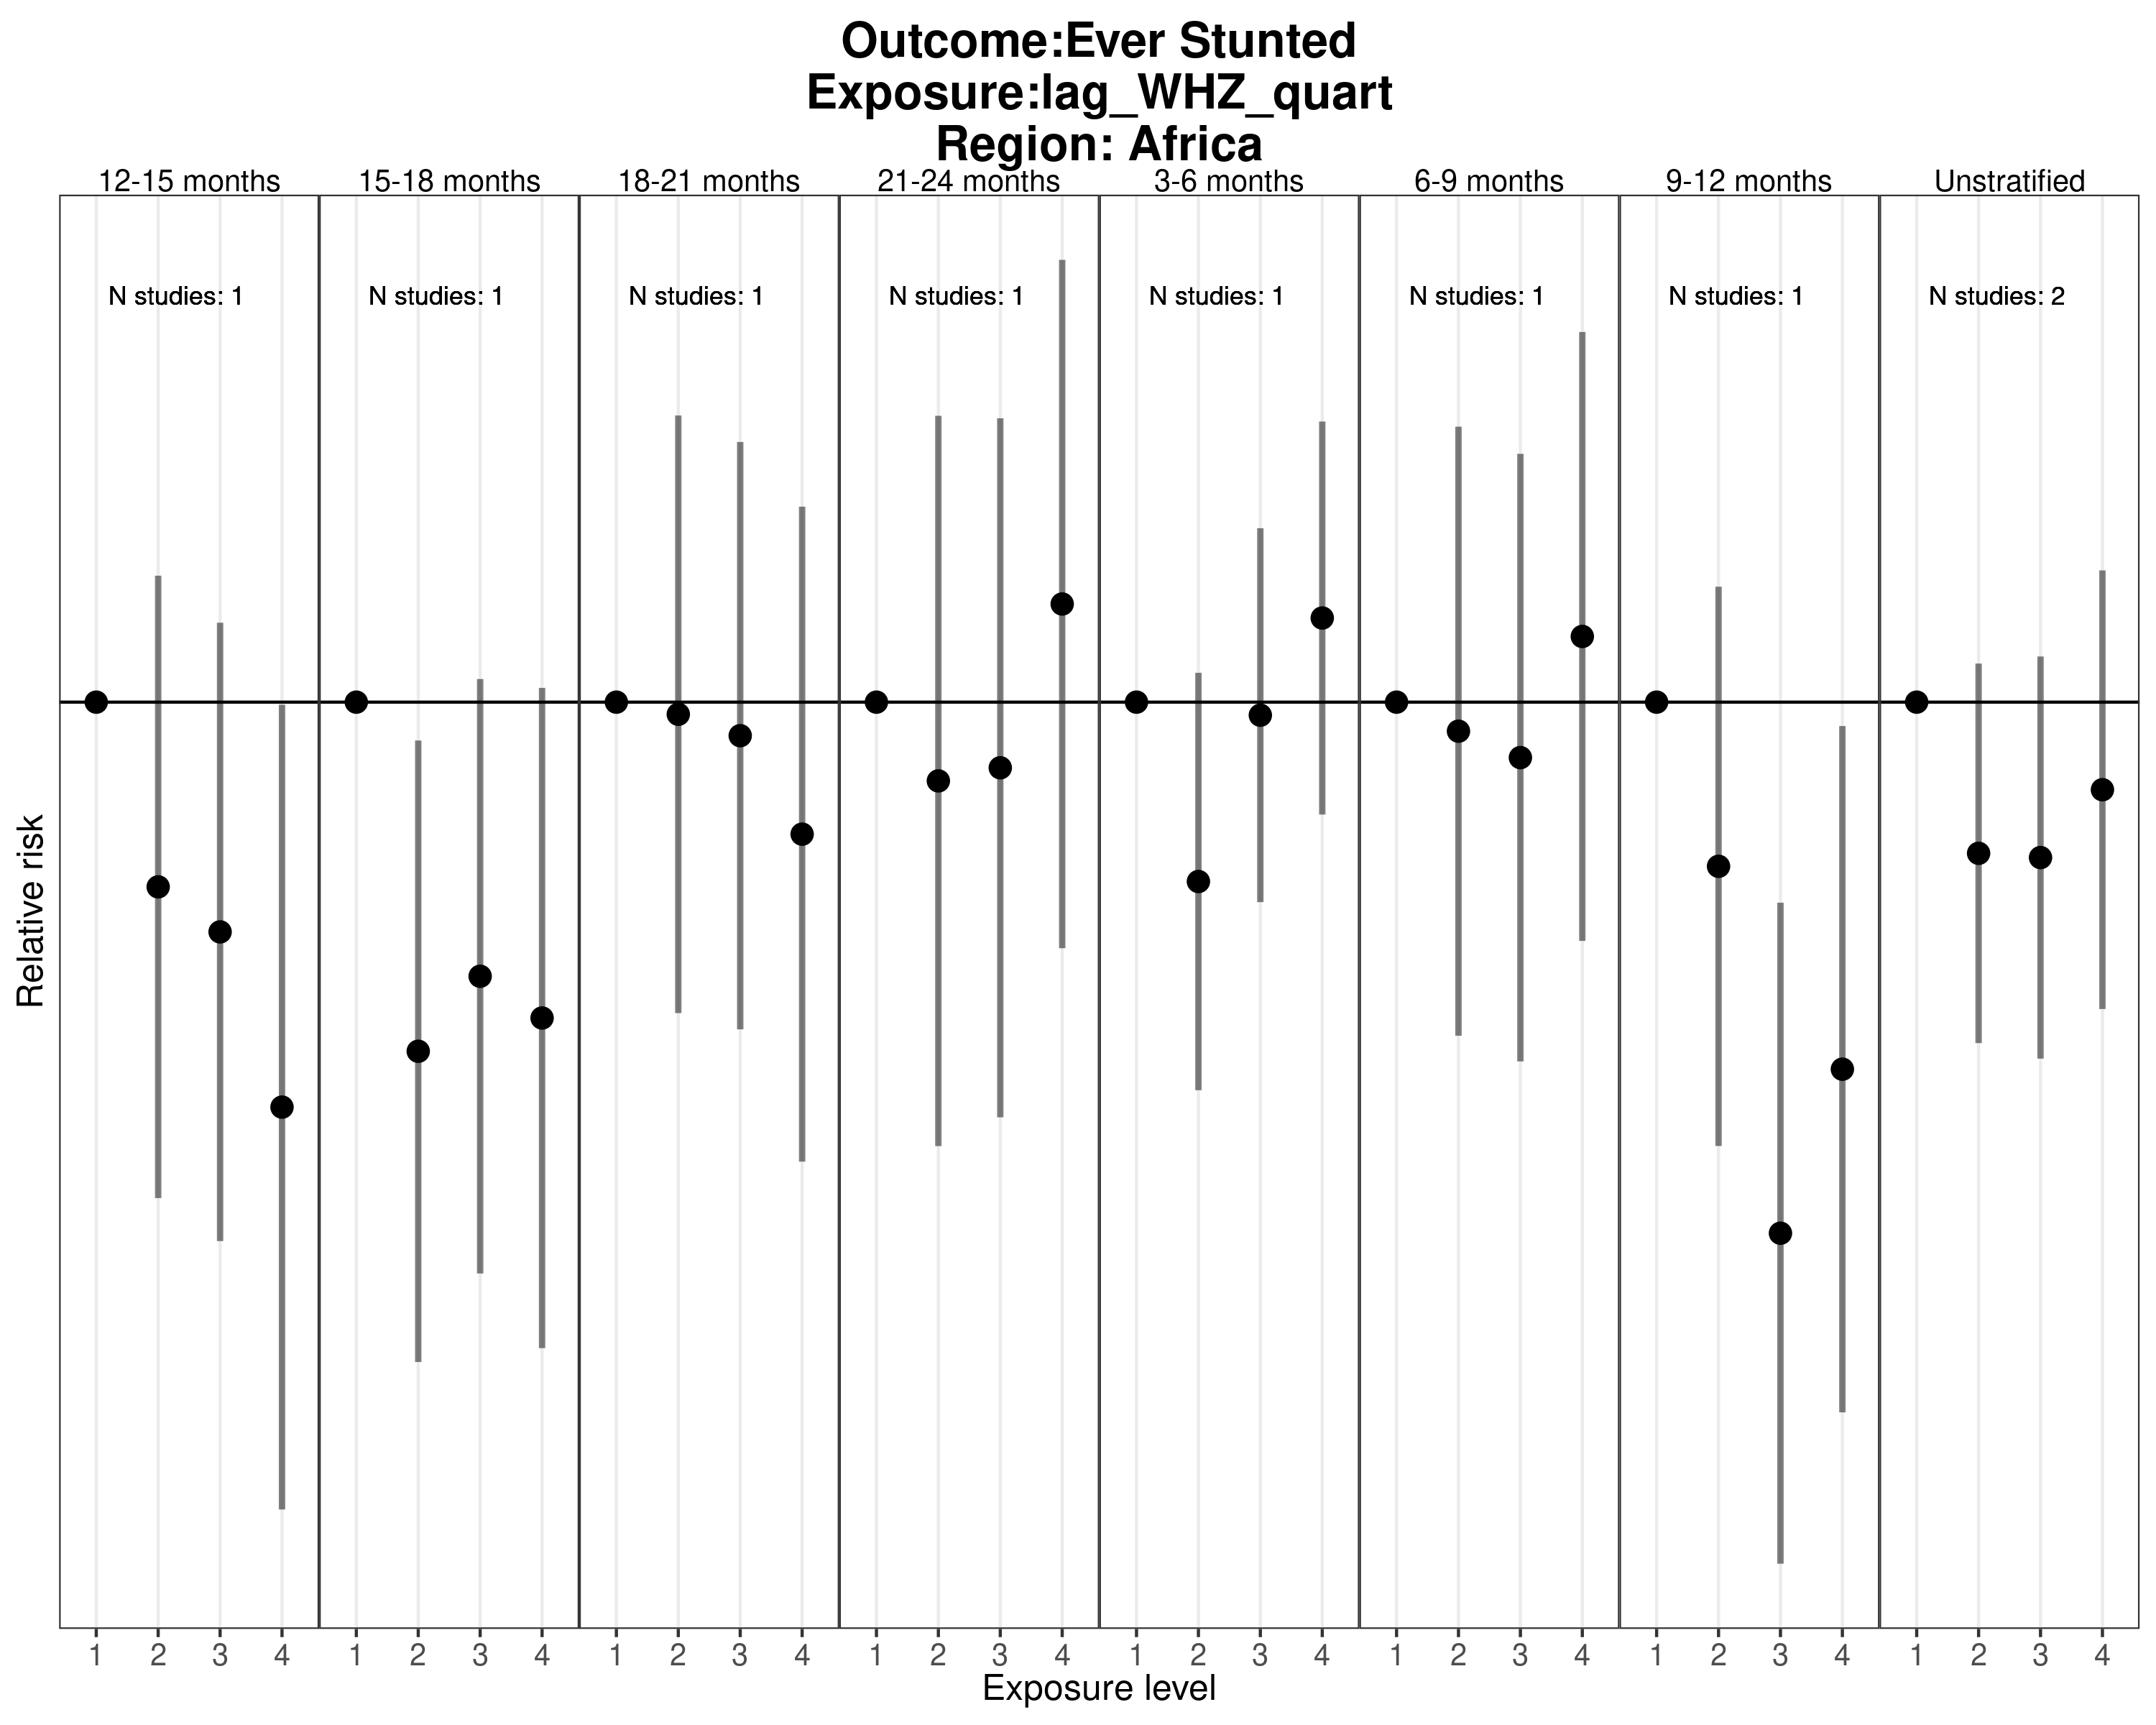 Outcome:Ever Stunted
Exposure:lag_WHZ_quart
Region: Africa
12-15 months 15-18 months 18-21 months 21-24 months 3-6 months 6-9 months 9-12 months Unstratified
N studies: 1 N studies: 1 N studies: 1 N studies: 1 N studies: 1 N studies: 1 N studies: 1 N studies: 2
Relative risk
1 2 3 4 1 2 3 4 1 2 3 4 1 2 3 4 1 2 3 4 1 2 3 4 1 2 3 4 1 2 3 4
Exposure level